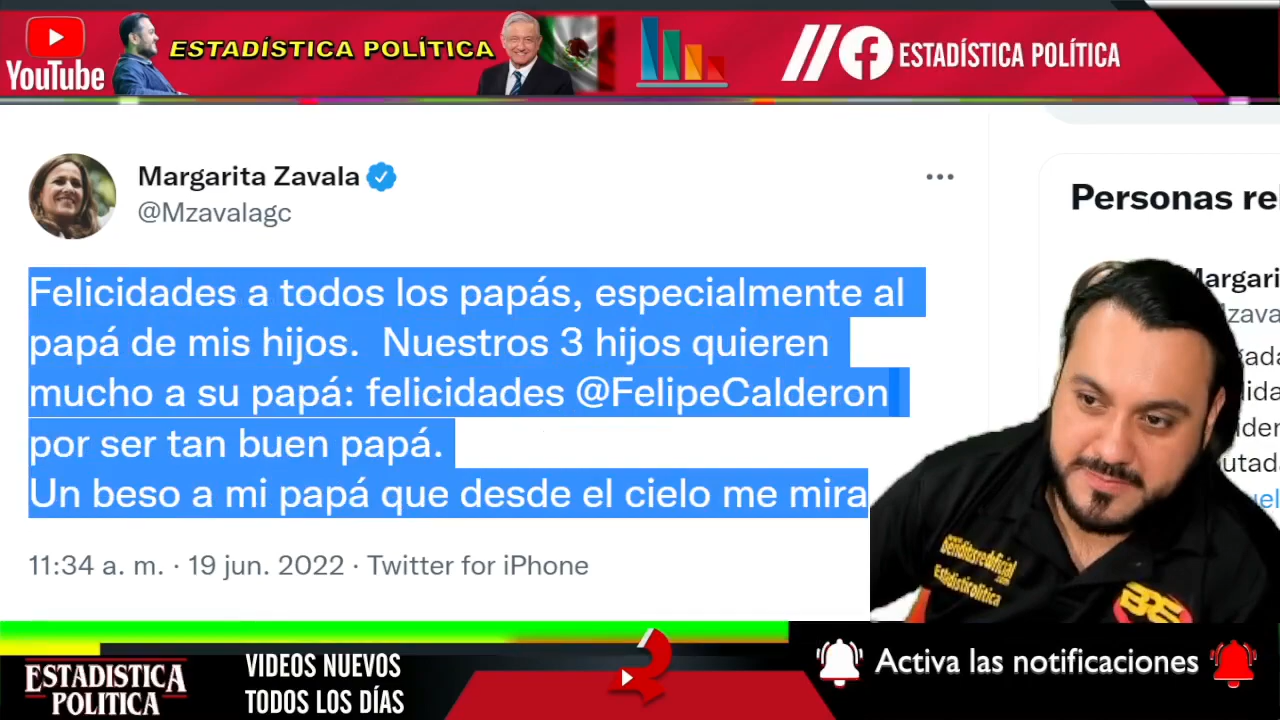 YouTube
ESTADÍSTICA POLÍTICA
ESTADÍSTICA POLÍTICA
Margarita Zavala
@Mzavalagc
Personas re
Felicidades a todos los papás, especialmente al
papá de mis hijos. Nuestros 3 hijos quieren
mucho a su papá: felicidades @FelipeCalderon
por ser tan buen papá.
Un beso a mi papá que desde el cielo me mira
11:34 a. m. · 19 jun. 2022 · Twitter for iPhone
ESTADISTICA
POLÍTICA
VIDEOS NUEVOS
TODOS LOS DÍAS
Activa las notificaciones